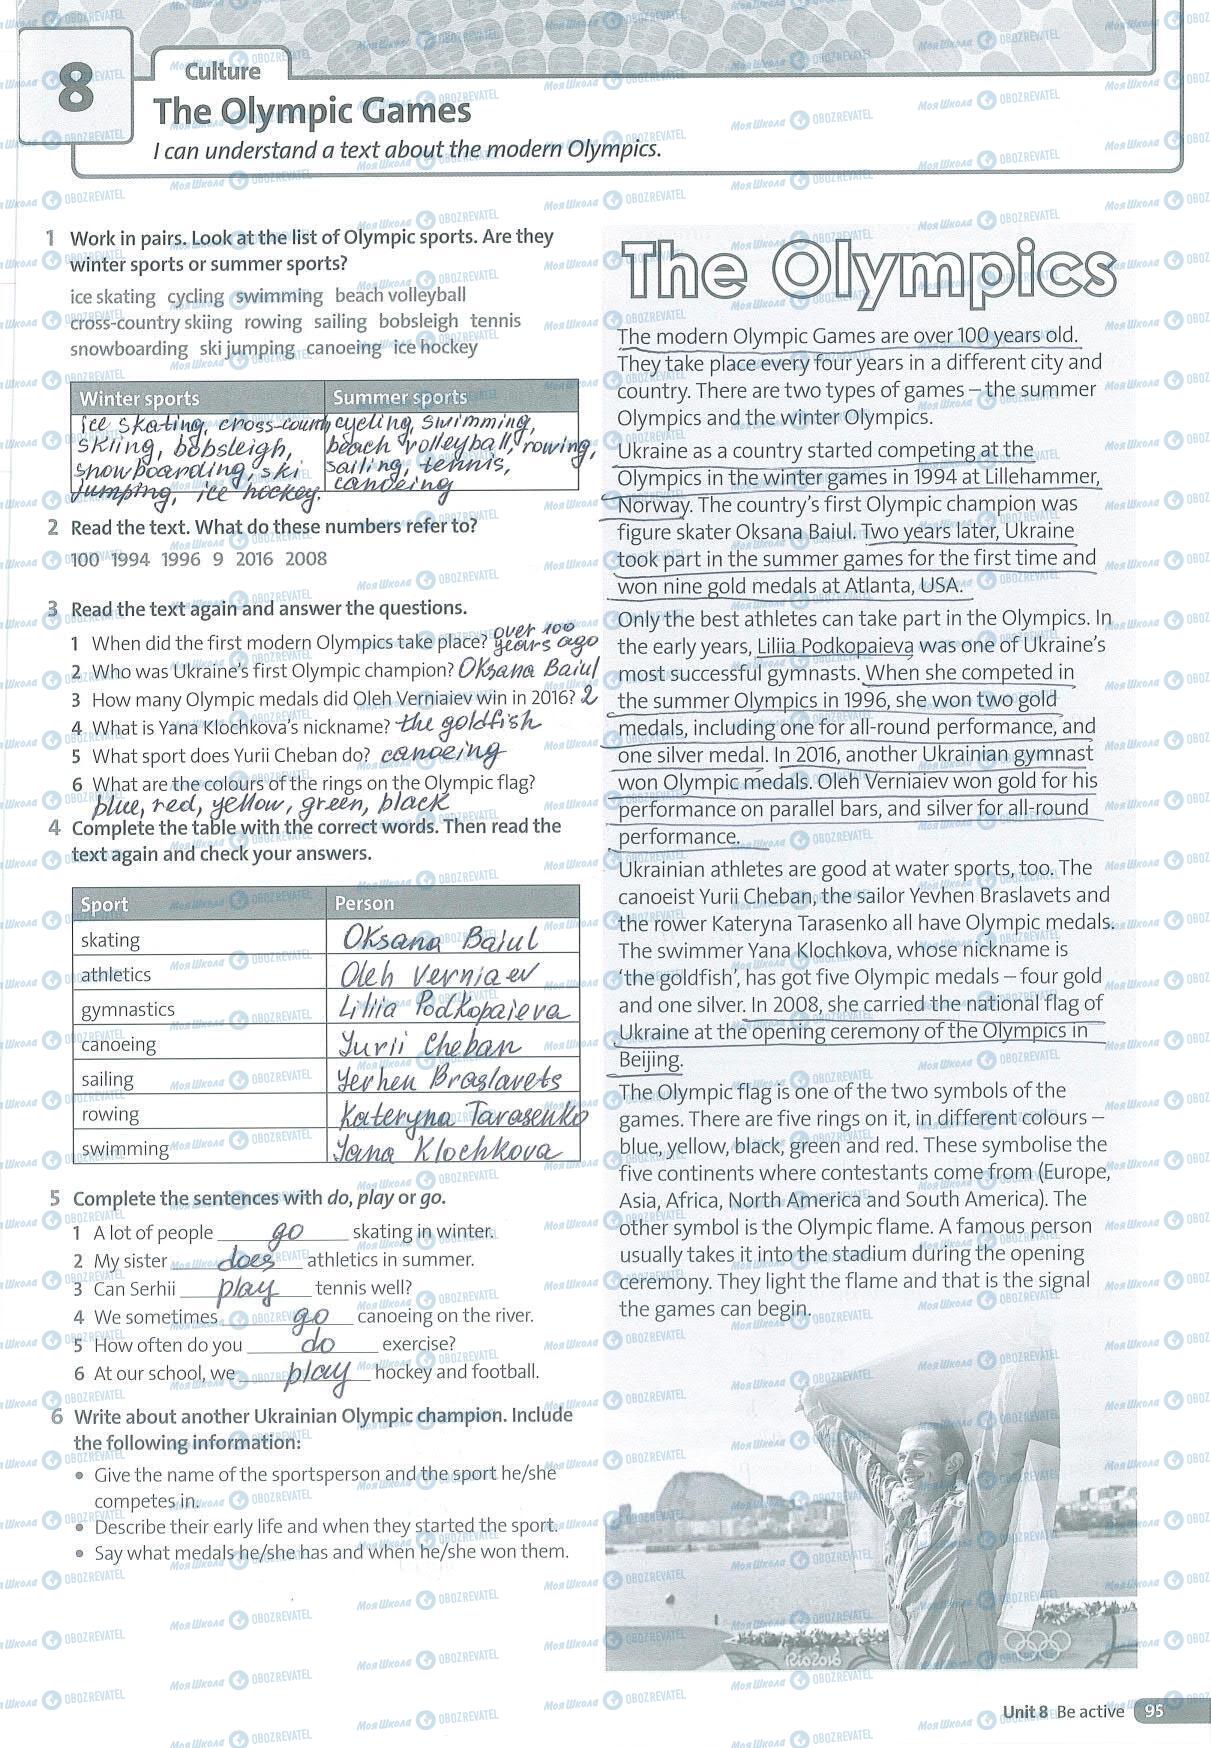 8
Culture
The Olympic Games
I can understand a text about the modern Olympics.
1 Work in pairs. Look at the list of Olympic sports. Are they
winter sports or summer sports?
ice skating cycling swimming beach volleyball
cross-country skiing rowing sailing bobsleigh tennis
snowboarding ski jumping canoeing ice hockey
Winter sports Summer sports
ice skating, cross-country cycling, swimming,
skiing, bobsleigh, beach volleyball, rowing,
snowboarding, ski sailing, tennis,
jumping, ice hockey. canoeing
2 Read the text. What do these numbers refer to?
100 1994 1996 9 2016 2008
3 Read the text again and answer the questions.
1 When did the first modern Olympics take place? over 100 years ago
2 Who was Ukraine's first Olympic champion? Oksana Baiul
3 How many Olympic medals did Oleh Verniaiev win in 2016? 2
4 What is Yana Klochkova's nickname? the goldfish
5 What sport does Yurii Cheban do? canoeing
6 What are the colours of the rings on the Olympic flag?
blue, red, yellow, green, black
4 Complete the table with the correct words. Then read the
text again and check your answers.
Sport Person
skating Oksana Baiul
athletics Oleh Verniaev
gymnastics Liliia Podkopaieva
canoeing Yurii Cheban
sailing Yevhen Braslavets
rowing Kateryna Tarasenko
swimming Yana Klochkova
5 Complete the sentences with do, play or go.
1 A lot of people go skating in winter.
2 My sister does athletics in summer.
3 Can Serhii play tennis well?
4 We sometimes go canoeing on the river.
5 How often do you do exercise?
6 At our school, we play hockey and football.
6 Write about another Ukrainian Olympic champion. Include
the following information:
• Give the name of the sportsperson and the sport he/she
competes in.
• Describe their early life and when they started the sport.
• Say what medals he/she has and when he/she won them.
The Olympics
The modern Olympic Games are over 100 years old.
They take place every four years in a different city and
country. There are two types of games – the summer
Olympics and the winter Olympics.
Ukraine as a country started competing at the
Olympics in the winter games in 1994 at Lillehammer,
Norway. The country's first Olympic champion was
figure skater Oksana Baiul. Two years later, Ukraine
took part in the summer games for the first time and
won nine gold medals at Atlanta, USA.
Only the best athletes can take part in the Olympics. In
the early years, Liliia Podkopaieva was one of Ukraine's
most successful gymnasts. When she competed in
the summer Olympics in 1996, she won two gold
medals, including one for all-round performance, and
one silver medal. In 2016, another Ukrainian gymnast
won Olympic medals. Oleh Verniaiev won gold for his
performance on parallel bars, and silver for all-round
performance.
Ukrainian athletes are good at water sports, too. The
canoeist Yurii Cheban, the sailor Yevhen Braslavets and
the rower Kateryna Tarasenko all have Olympic medals.
The swimmer Yana Klochkova, whose nickname is
'the goldfish', has got five Olympic medals – four gold
and one silver. In 2008, she carried the national flag of
Ukraine at the opening ceremony of the Olympics in
Beijing.
The Olympic flag is one of the two symbols of the
games. There are five rings on it, in different colours –
blue, yellow, black, green and red. These symbolise the
five continents where contestants come from (Europe,
Asia, Africa, North America and South America). The
other symbol is the Olympic flame. A famous person
usually takes it into the stadium during the opening
ceremony. They light the flame and that is the signal
the games can begin.
Rio2016
Unit 8 Be active 95
Моя Школа OBOZREVATEL